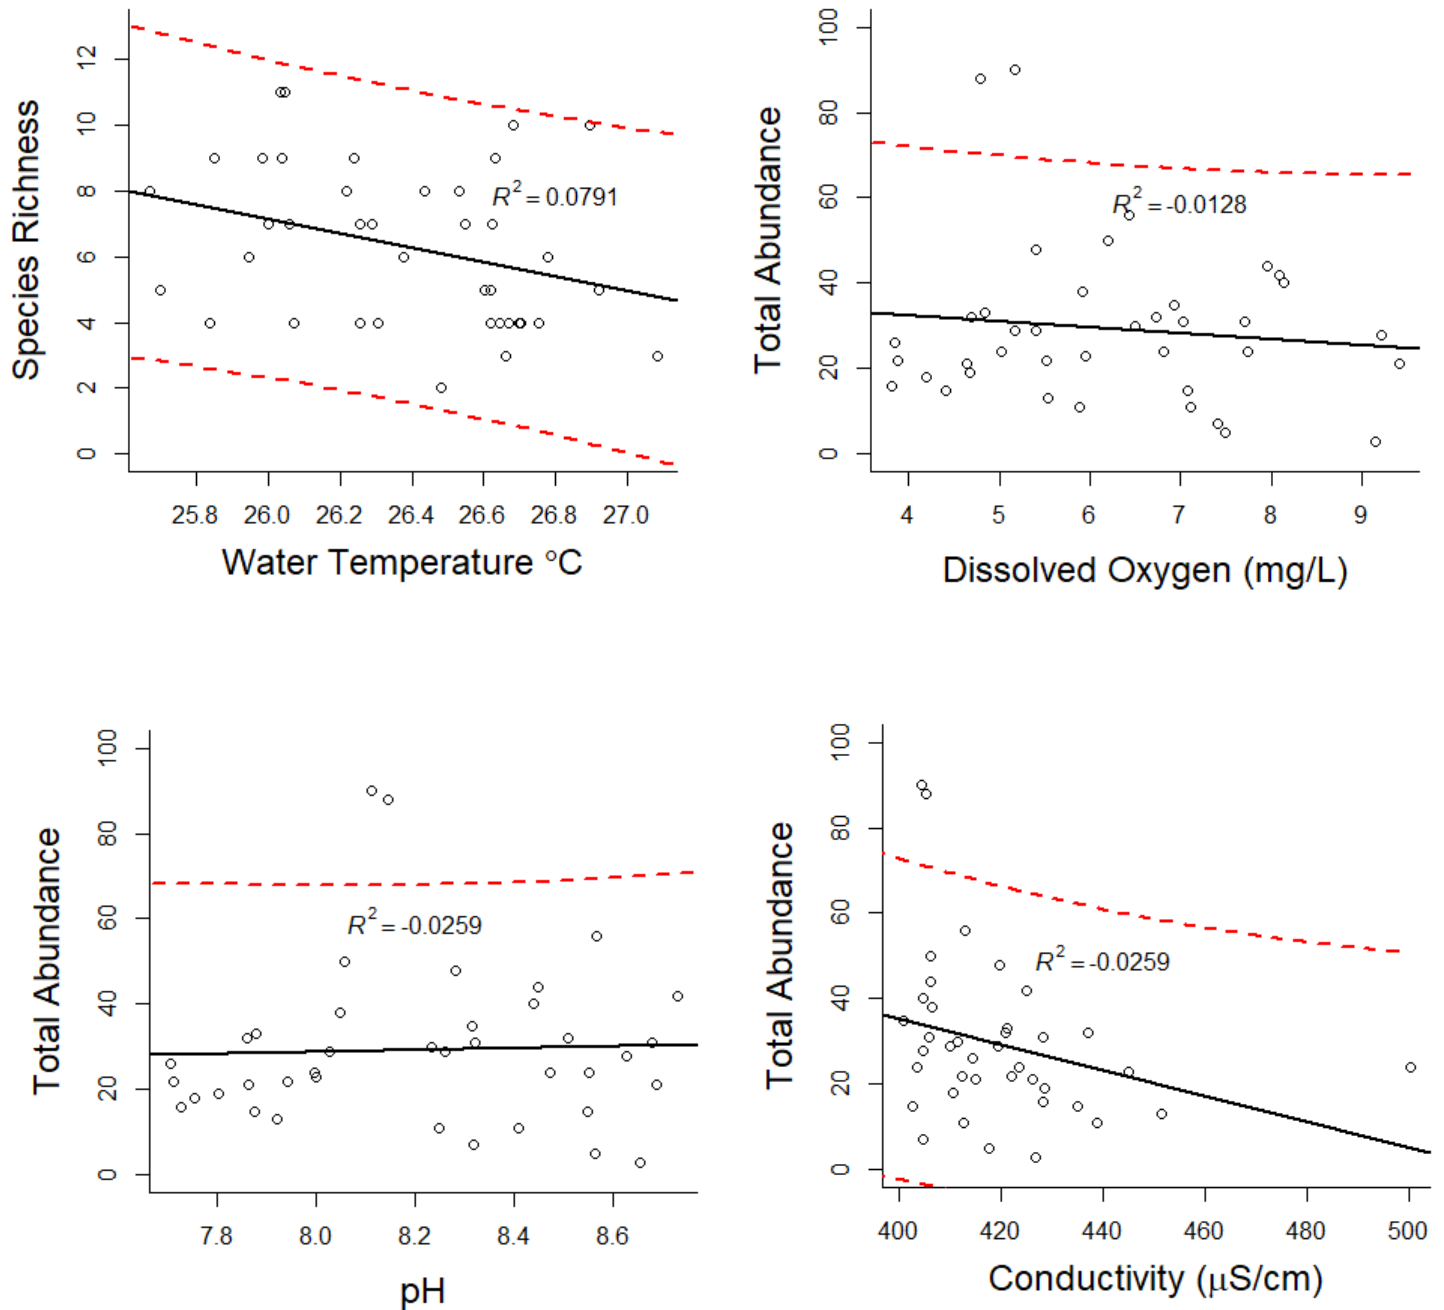 Species Richness
12
10
8
6
4
2
0
R² = 0.0791
25.8 26.0 26.2 26.4 26.6 26.8 27.0
Water Temperature °C
Total Abundance
100
80
60
40
20
0
R² = -0.0128
4 5 6 7 8 9
Dissolved Oxygen (mg/L)
Total Abundance
100
80
60
40
20
0
R² = -0.0259
7.8 8.0 8.2 8.4 8.6
pH
Total Abundance
100
80
60
40
20
0
R² = -0.0259
400 420 440 460 480 500
Conductivity (μS/cm)